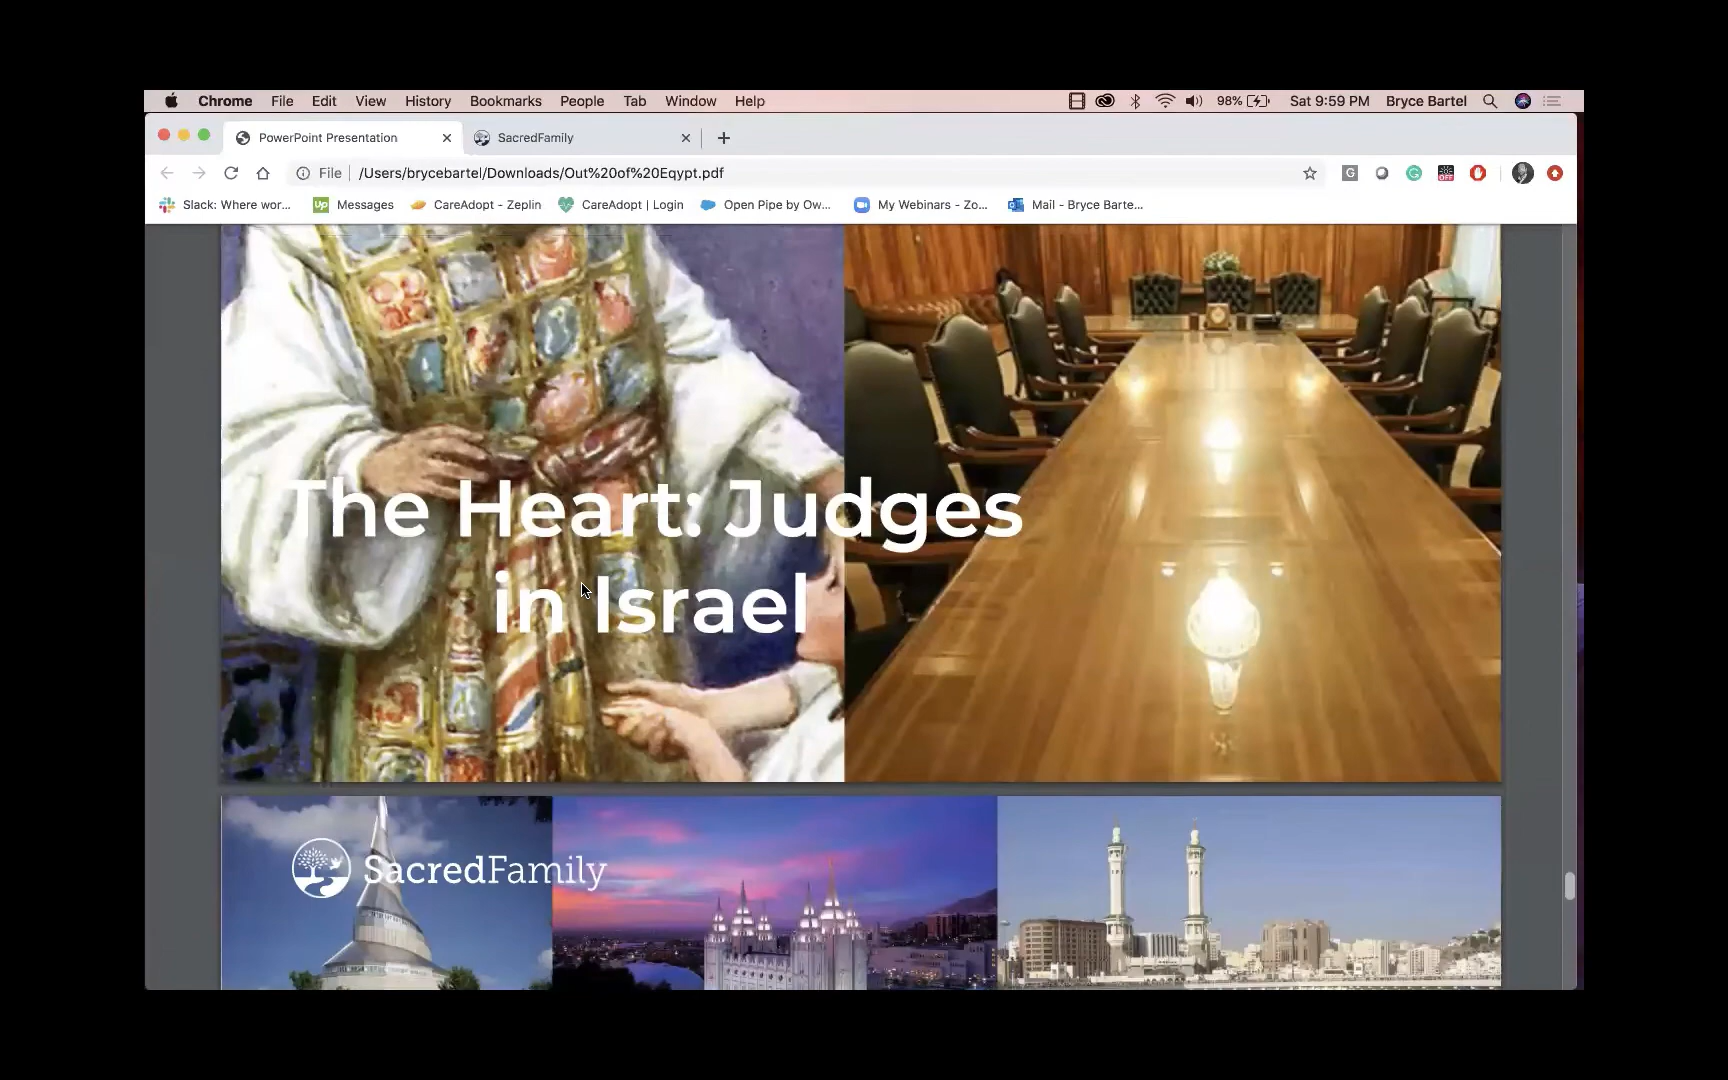 Chrome File Edit View History Bookmarks People Tab Window Help 98% Sat 9:59 PM Bryce Bartel
PowerPoint Presentation SacredFamily
File /Users/brycebartel/Downloads/Out%20of%20Eqypt.pdf
Slack: Where wor... Up Messages CareAdopt - Zeplin CareAdopt | Login Open Pipe by Ow... My Webinars - Zo... Mail - Bryce Barte...
The Heart: Judges
in Israel
SacredFamily